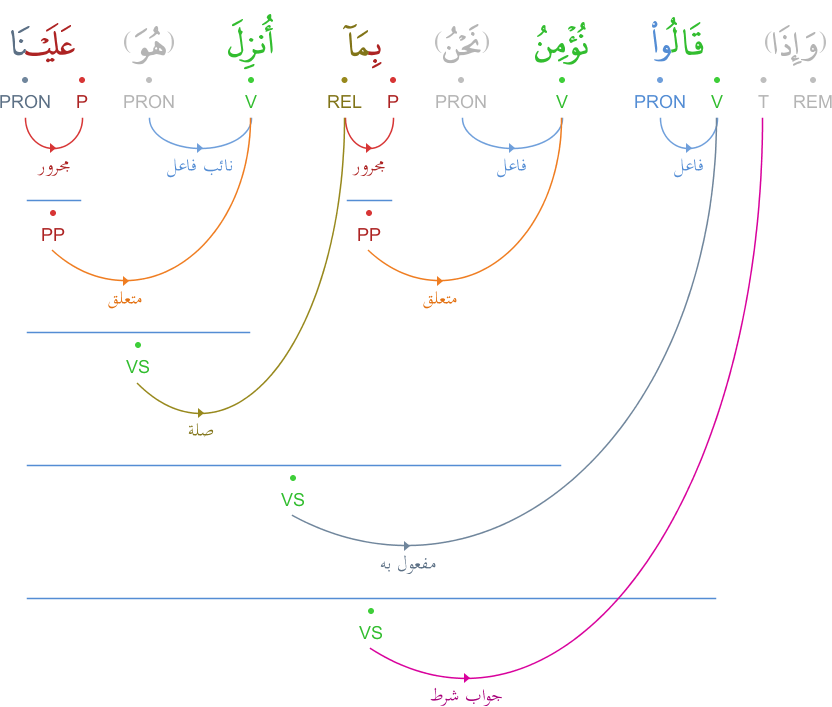 (وَإِذَا) قَالُوا۟ نُؤْمِنُ (نَحْنُ) بِمَآ أُنزِلَ (هُوَ) عَلَيْنَا
REM T V PRON V PRON P REL V PRON P PRON
فاعل فاعل مجرور نائب فاعل مجرور
PP PP
متعلق متعلق
VS
صلة
VS
مفعول به
VS
جواب شرط